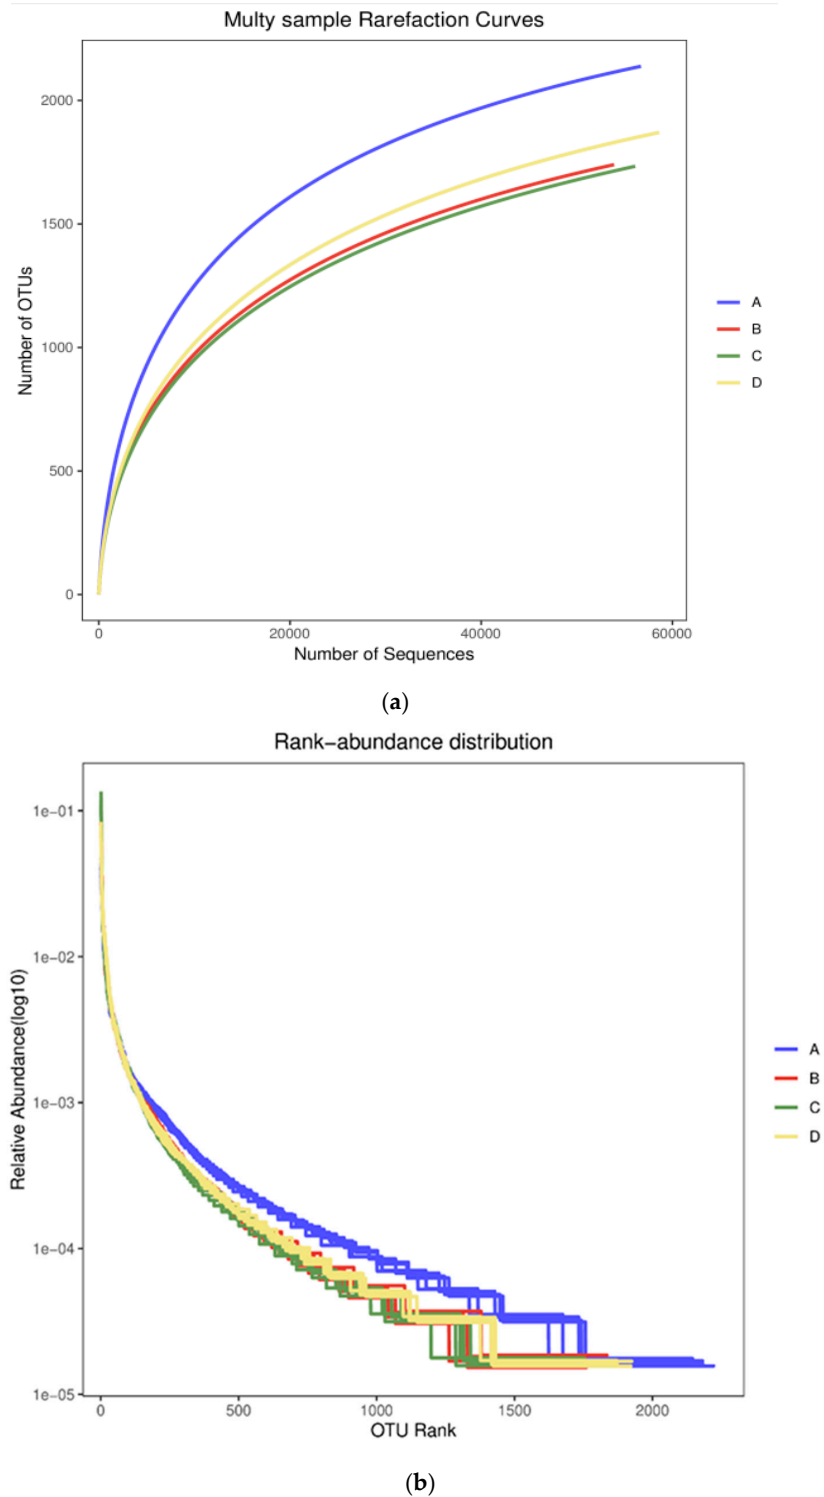 Multy sample Rarefaction Curves
2000
1500
1000
500
0
Number of OTUs
0 20000 40000 60000
Number of Sequences
A
B
C
D
(a)
Rank−abundance distribution
1e−01
1e−02
1e−03
1e−04
1e−05
Relative Abundance(log10)
0 500 1000 1500 2000
OTU Rank
A
B
C
D
(b)